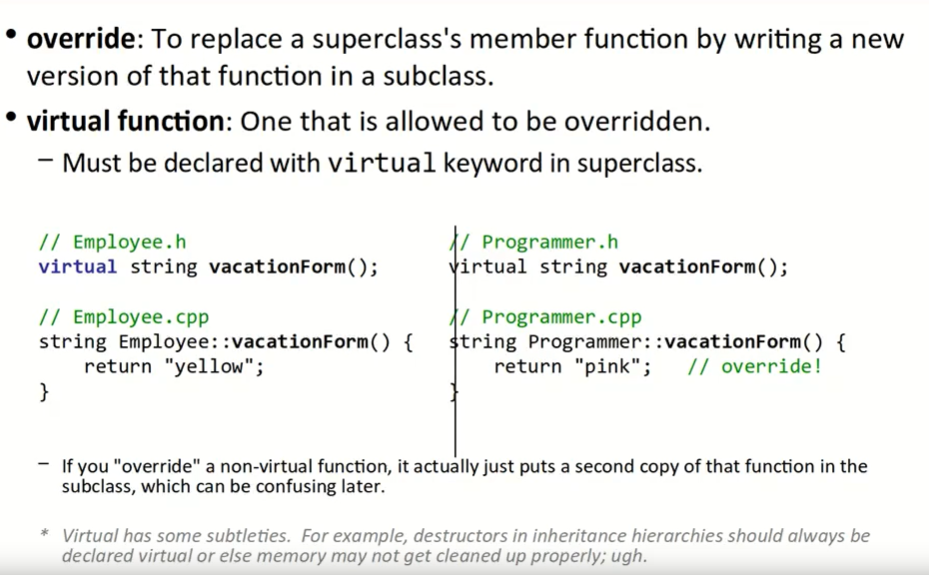 • override: To replace a superclass's member function by writing a new
version of that function in a subclass.
• virtual function: One that is allowed to be overridden.
– Must be declared with virtual keyword in superclass.
// Employee.h
virtual string vacationForm();
// Employee.cpp
string Employee::vacationForm() {
return "yellow";
}
// Programmer.h
virtual string vacationForm();
// Programmer.cpp
string Programmer::vacationForm() {
return "pink"; // override!
}
– If you "override" a non-virtual function, it actually just puts a second copy of that function in the
subclass, which can be confusing later.
* Virtual has some subtleties. For example, destructors in inheritance hierarchies should always be
declared virtual or else memory may not get cleaned up properly; ugh.